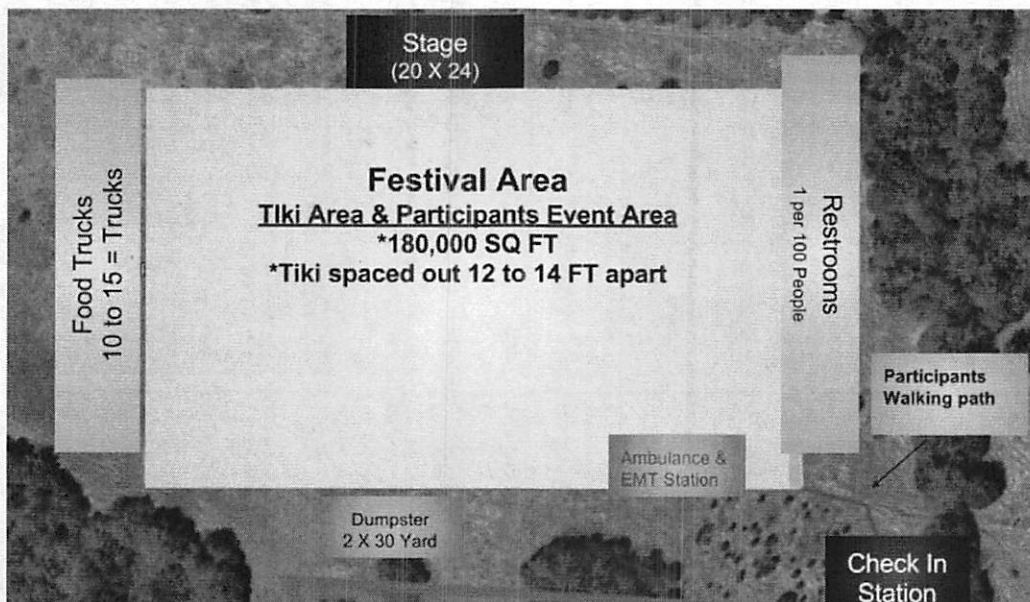 Stage
(20 X 24)
Festival Area
TIki Area & Participants Event Area
*180,000 SQ FT
*Tiki spaced out 12 to 14 FT apart
Food Trucks
10 to 15 = Trucks
Restrooms
1 per 100 People
Participants
Walking path
Ambulance &
EMT Station
Dumpster
2 X 30 Yard
Check In
Station